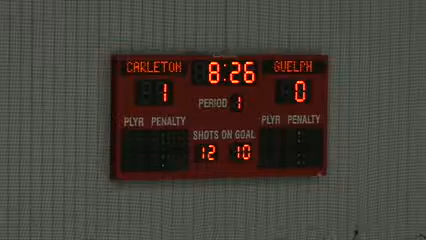 CARLETON 8:26 GUELPH
1 0
PERIOD 1
PLYR PENALTY PLYR PENALTY
SHOTS ON GOAL
12 10